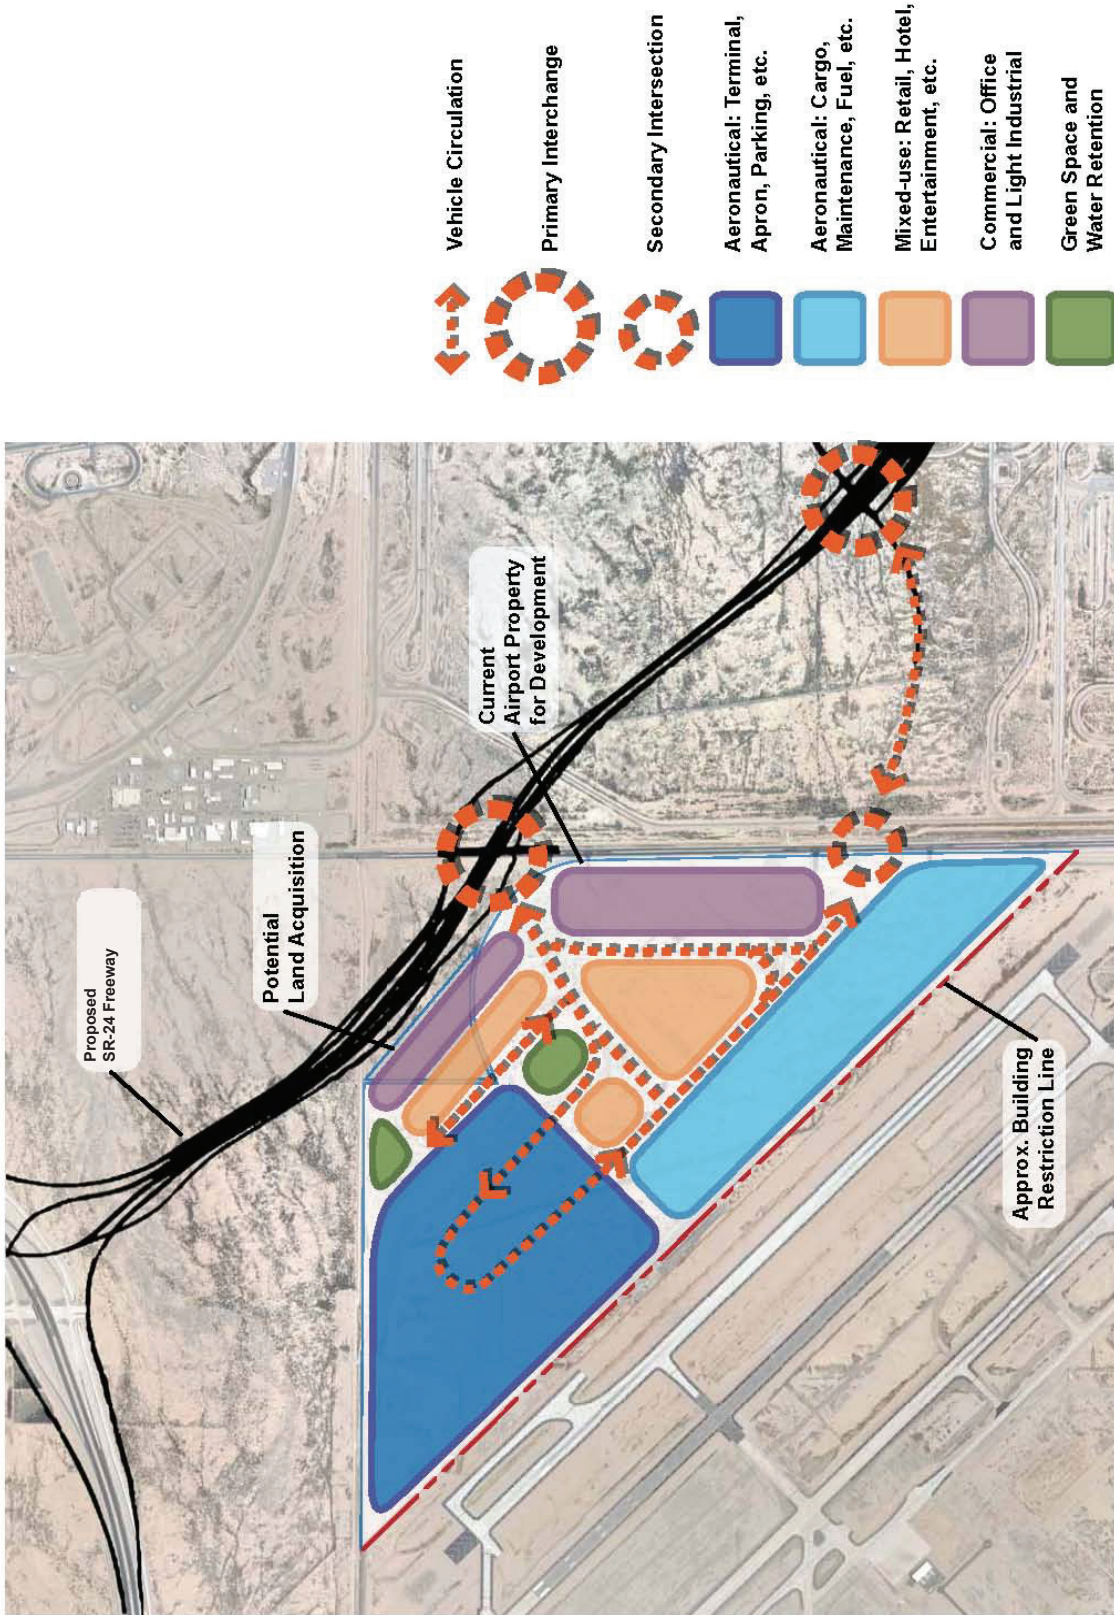 Proposed
SR-24 Freeway
Potential
Land Acquisition
Current
Airport Property
for Development
Approx. Building
Restriction Line
Vehicle Circulation
Primary Interchange
Secondary Intersection
Aeronautical: Terminal,
Apron, Parking, etc.
Aeronautical: Cargo,
Maintenance, Fuel, etc.
Mixed-use: Retail, Hotel,
Entertainment, etc.
Commercial: Office
and Light Industrial
Green Space and
Water Retention